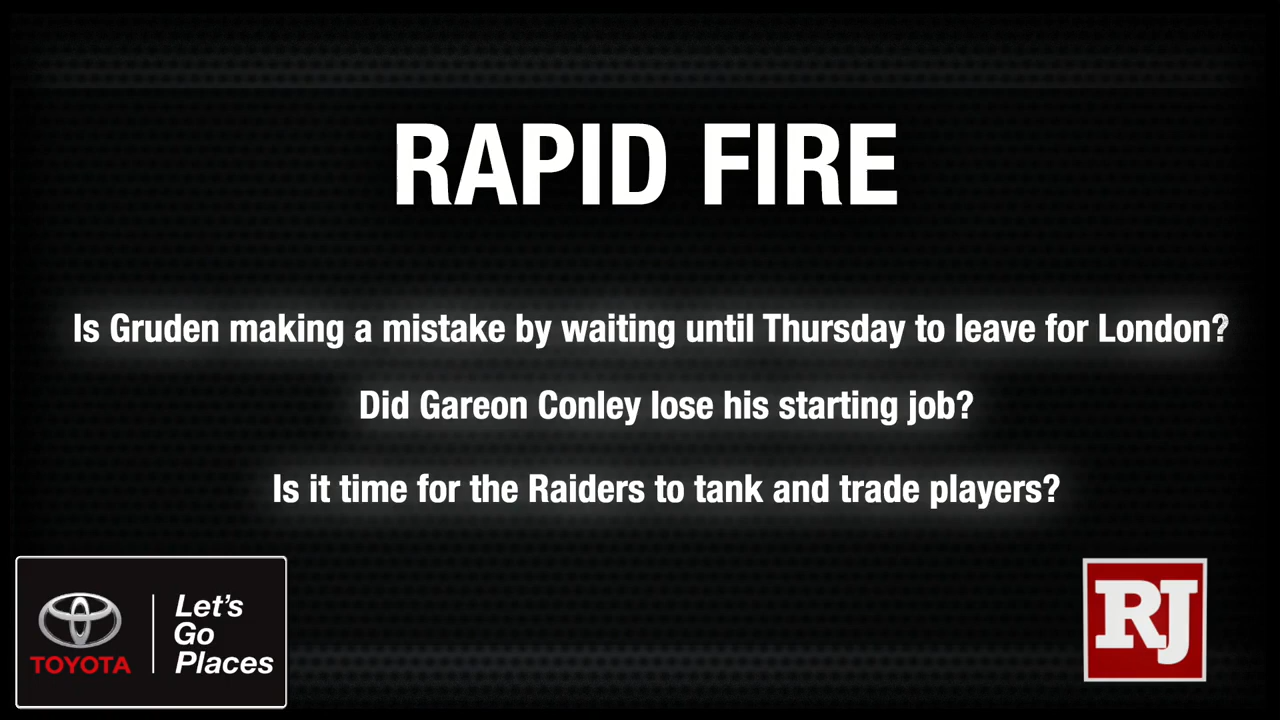 RAPID FIRE
Is Gruden making a mistake by waiting until Thursday to leave for London?
Did Gareon Conley lose his starting job?
Is it time for the Raiders to tank and trade players?
TOYOTA
Let's
Go
Places
RJ